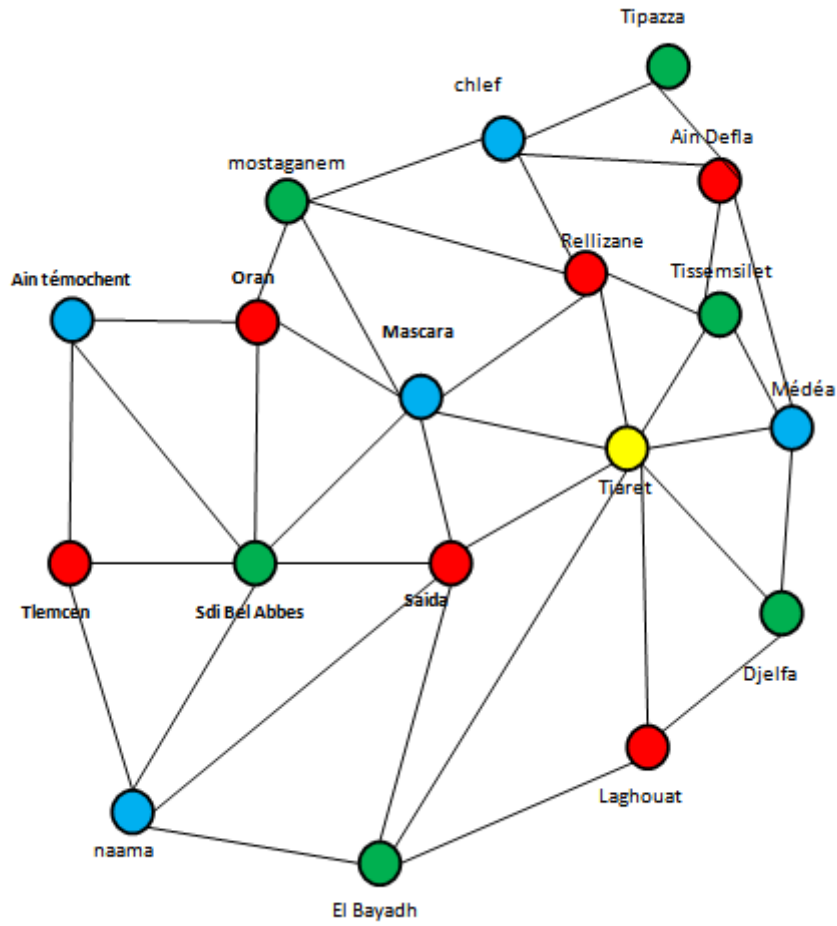 Tipazza
chlef
Ain Defla
mostaganem
Rellizane
Tissemsilet
Ain témochent
Oran
Mascara
Médéa
Tiaret
Tlemcen
Sdi Bel Abbes
Saida
Djelfa
Laghouat
naama
El Bayadh